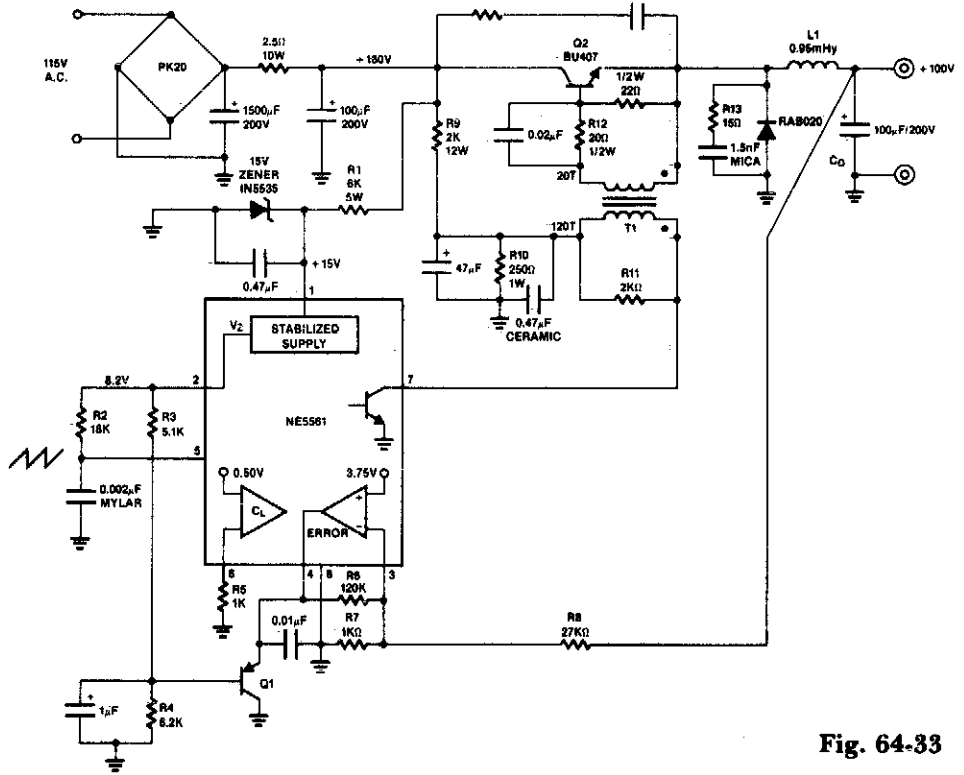 115V
A.C.
PK20
2.5Ω
10W
+160V
1500µF
200V
+
100µF
200V
+
Q2
BU407
1/2W
22Ω
L1
0.95mHy
+100V
R9
2K
12W
0.02µF
R12
20Ω
1/2W
R13
15Ω
1.5nF
MICA
RAB020
+
100µF/200V
CO
15V
ZENER
IN5535
R1
6K
5W
20T
120T
T1
0.47µF
+15V
+
47µF
R10
250Ω
1W
0.47µF
CERAMIC
R11
2KΩ
1
VZ
STABILIZED
SUPPLY
8.2V
2
7
R2
18K
R3
5.1K
NE5561
5
0.002µF
MYLAR
0.50V
3.75V
CL
+
−
ERROR
6
4
8
3
R5
1K
R6
120K
0.01µF
R7
1KΩ
R8
27KΩ
Q1
+
1µF
R4
8.2K
Fig. 64-33